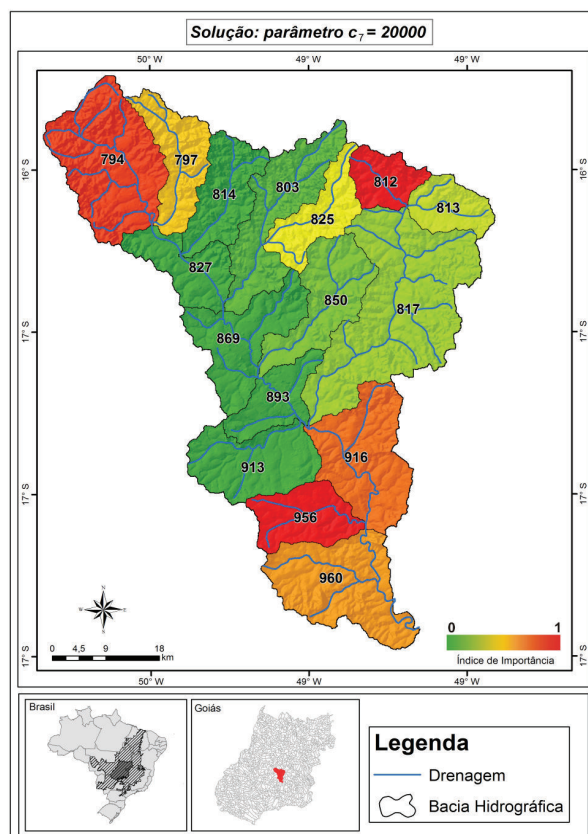 Solução: parâmetro c₇ = 20000
50° W 49° W 49° W
16° S 16° S
17° S 17° S
17° S 17° S
17° S 17° S
794
797
814
803
812
813
825
827
850
817
869
893
916
913
956
960
N
0 4,5 9 18
km
0 1
Índice de Importância
50° W 49° W 49° W
Brasil
Goiás
Legenda
Drenagem
Bacia Hidrográfica